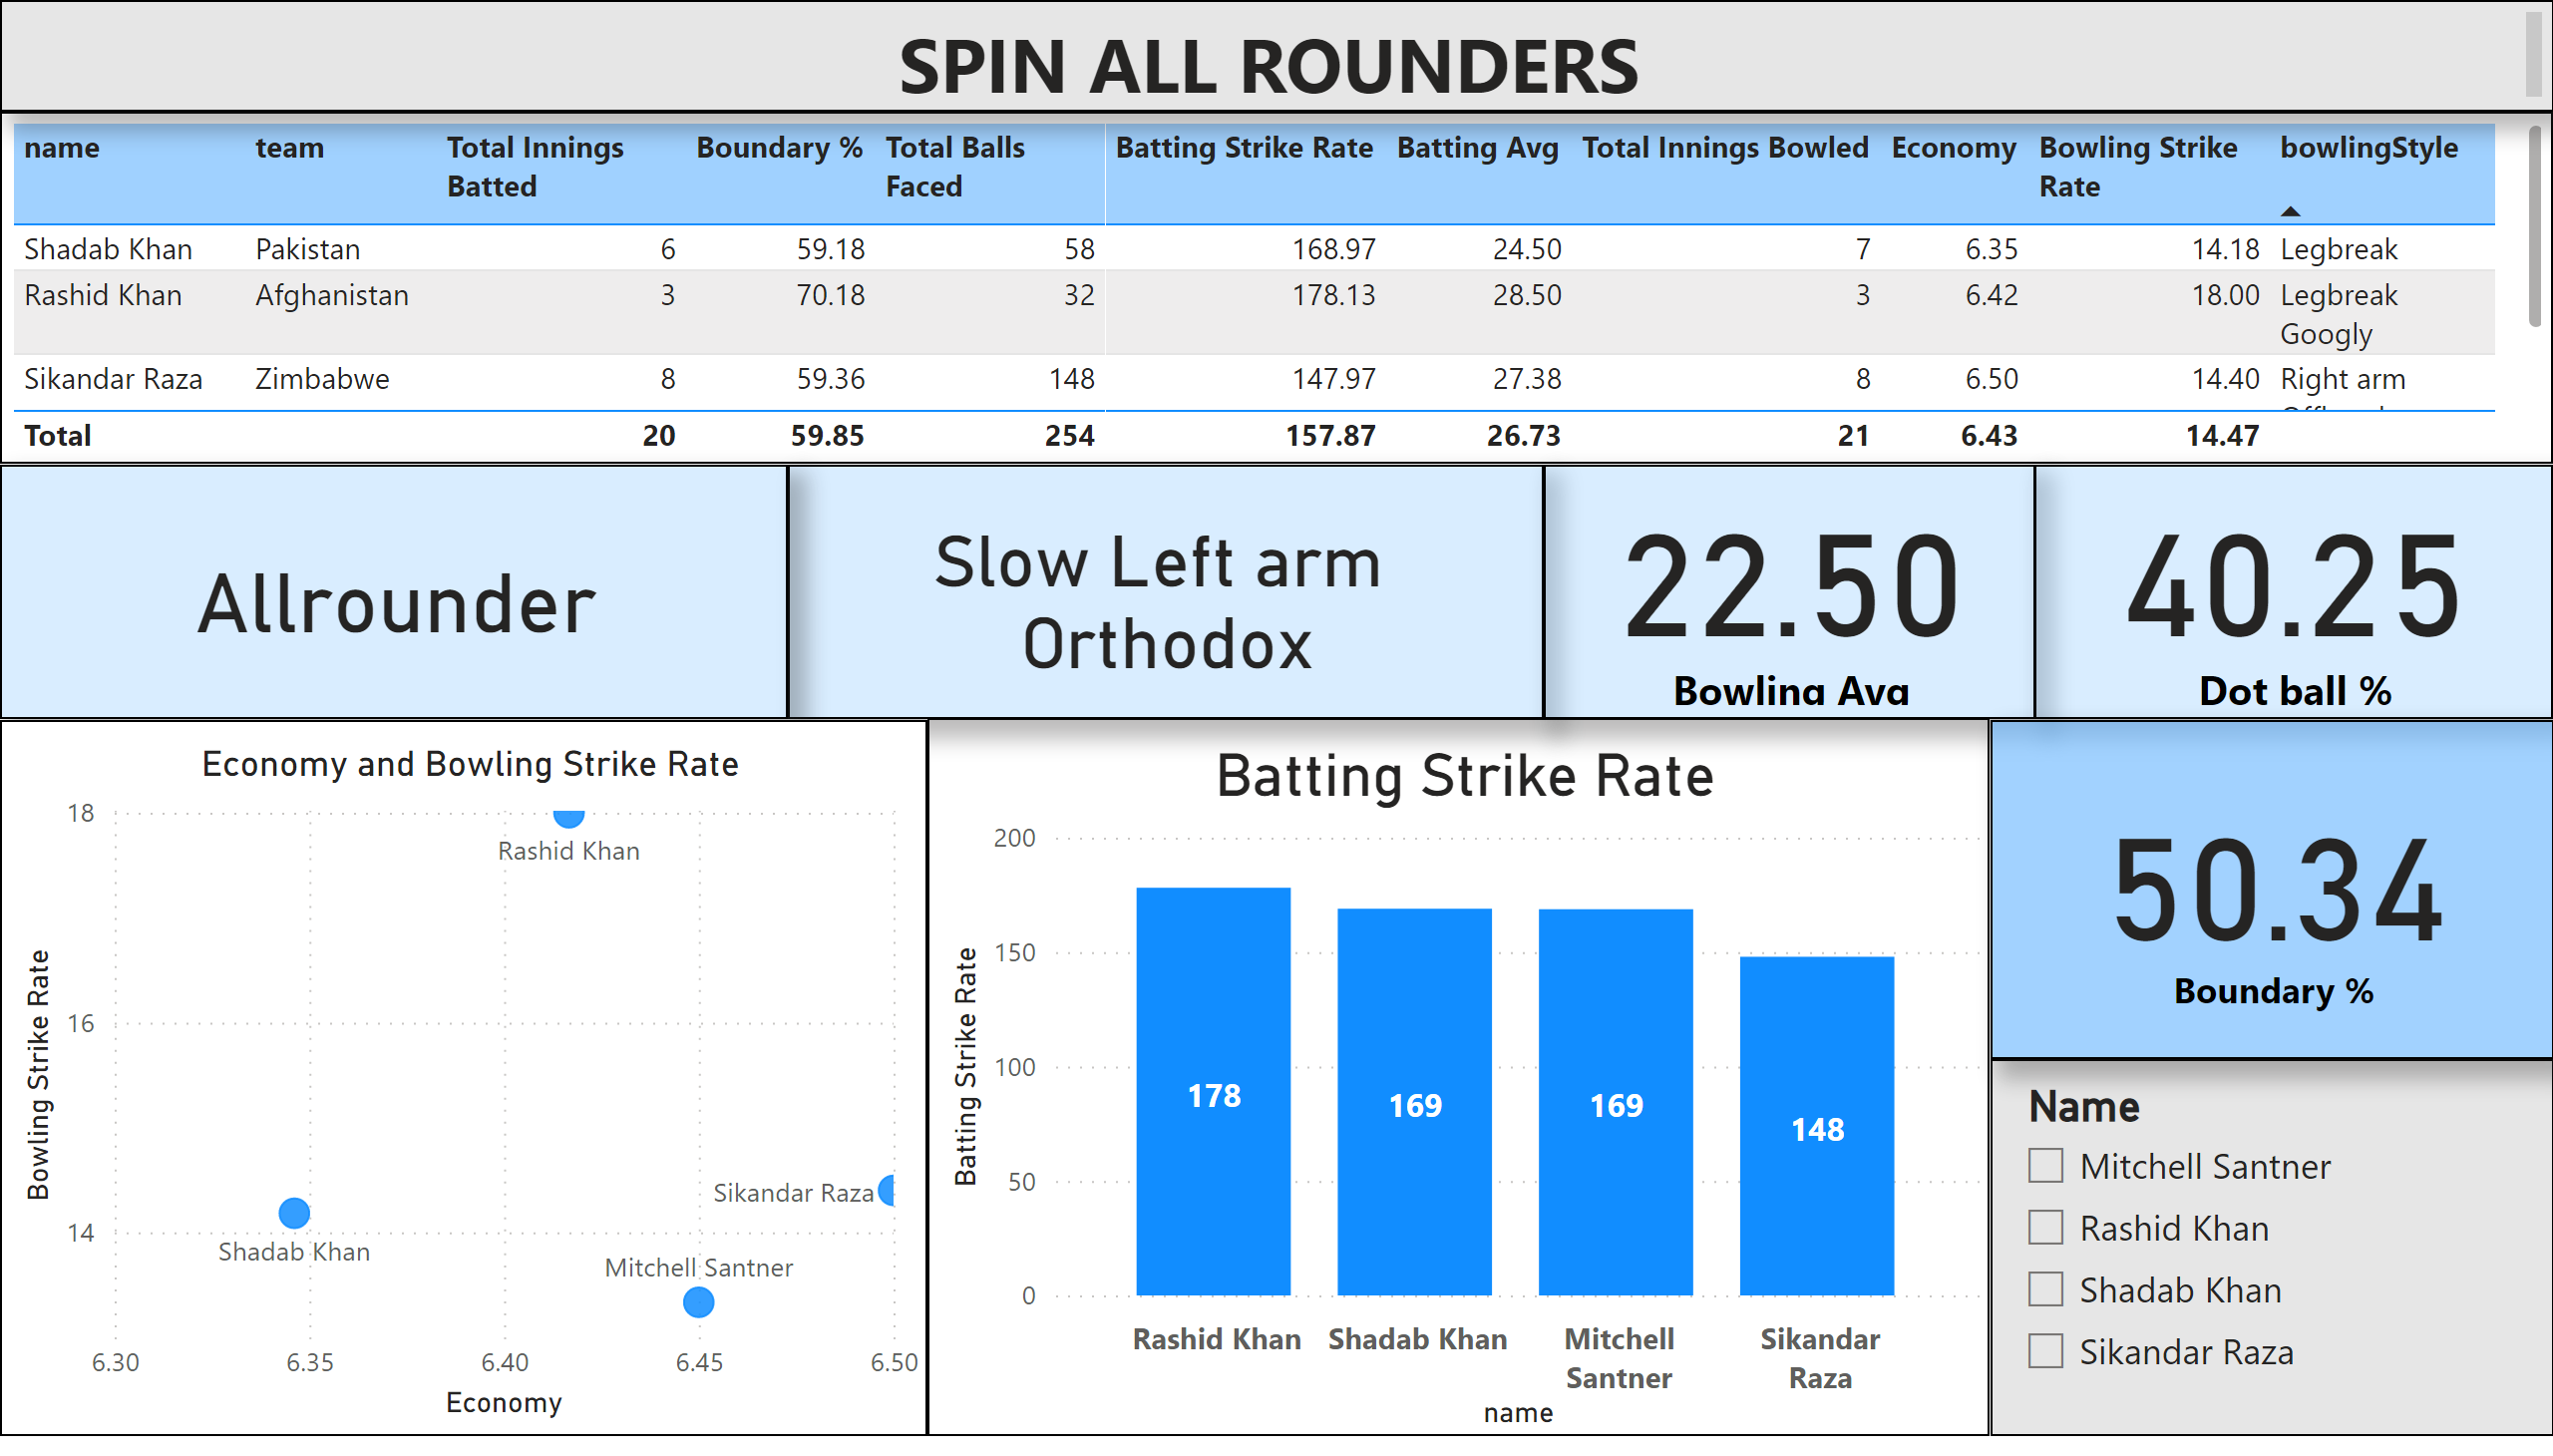 SPIN ALL ROUNDERS
name team Total Innings Batted Boundary % Total Balls Faced Batting Strike Rate Batting Avg Total Innings Bowled Economy Bowling Strike Rate bowlingStyle
Shadab Khan Pakistan 6 59.18 58 168.97 24.50 7 6.35 14.18 Legbreak
Rashid Khan Afghanistan 3 70.18 32 178.13 28.50 3 6.42 18.00 Legbreak Googly
Sikandar Raza Zimbabwe 8 59.36 148 147.97 27.38 8 6.50 14.40 Right arm
Total 20 59.85 254 157.87 26.73 21 6.43 14.47
Allrounder
Slow Left arm
Orthodox
22.50
Bowling Avg
40.25
Dot ball %
Economy and Bowling Strike Rate
Bowling Strike Rate
18
16
14
Rashid Khan
Sikandar Raza
Shadab Khan
Mitchell Santner
6.30 6.35 6.40 6.45 6.50
Economy
Batting Strike Rate
Batting Strike Rate
200
150
100
50
0
178 169 169 148
Rashid Khan Shadab Khan Mitchell Santner Sikandar Raza
name
50.34
Boundary %
Name
Mitchell Santner
Rashid Khan
Shadab Khan
Sikandar Raza